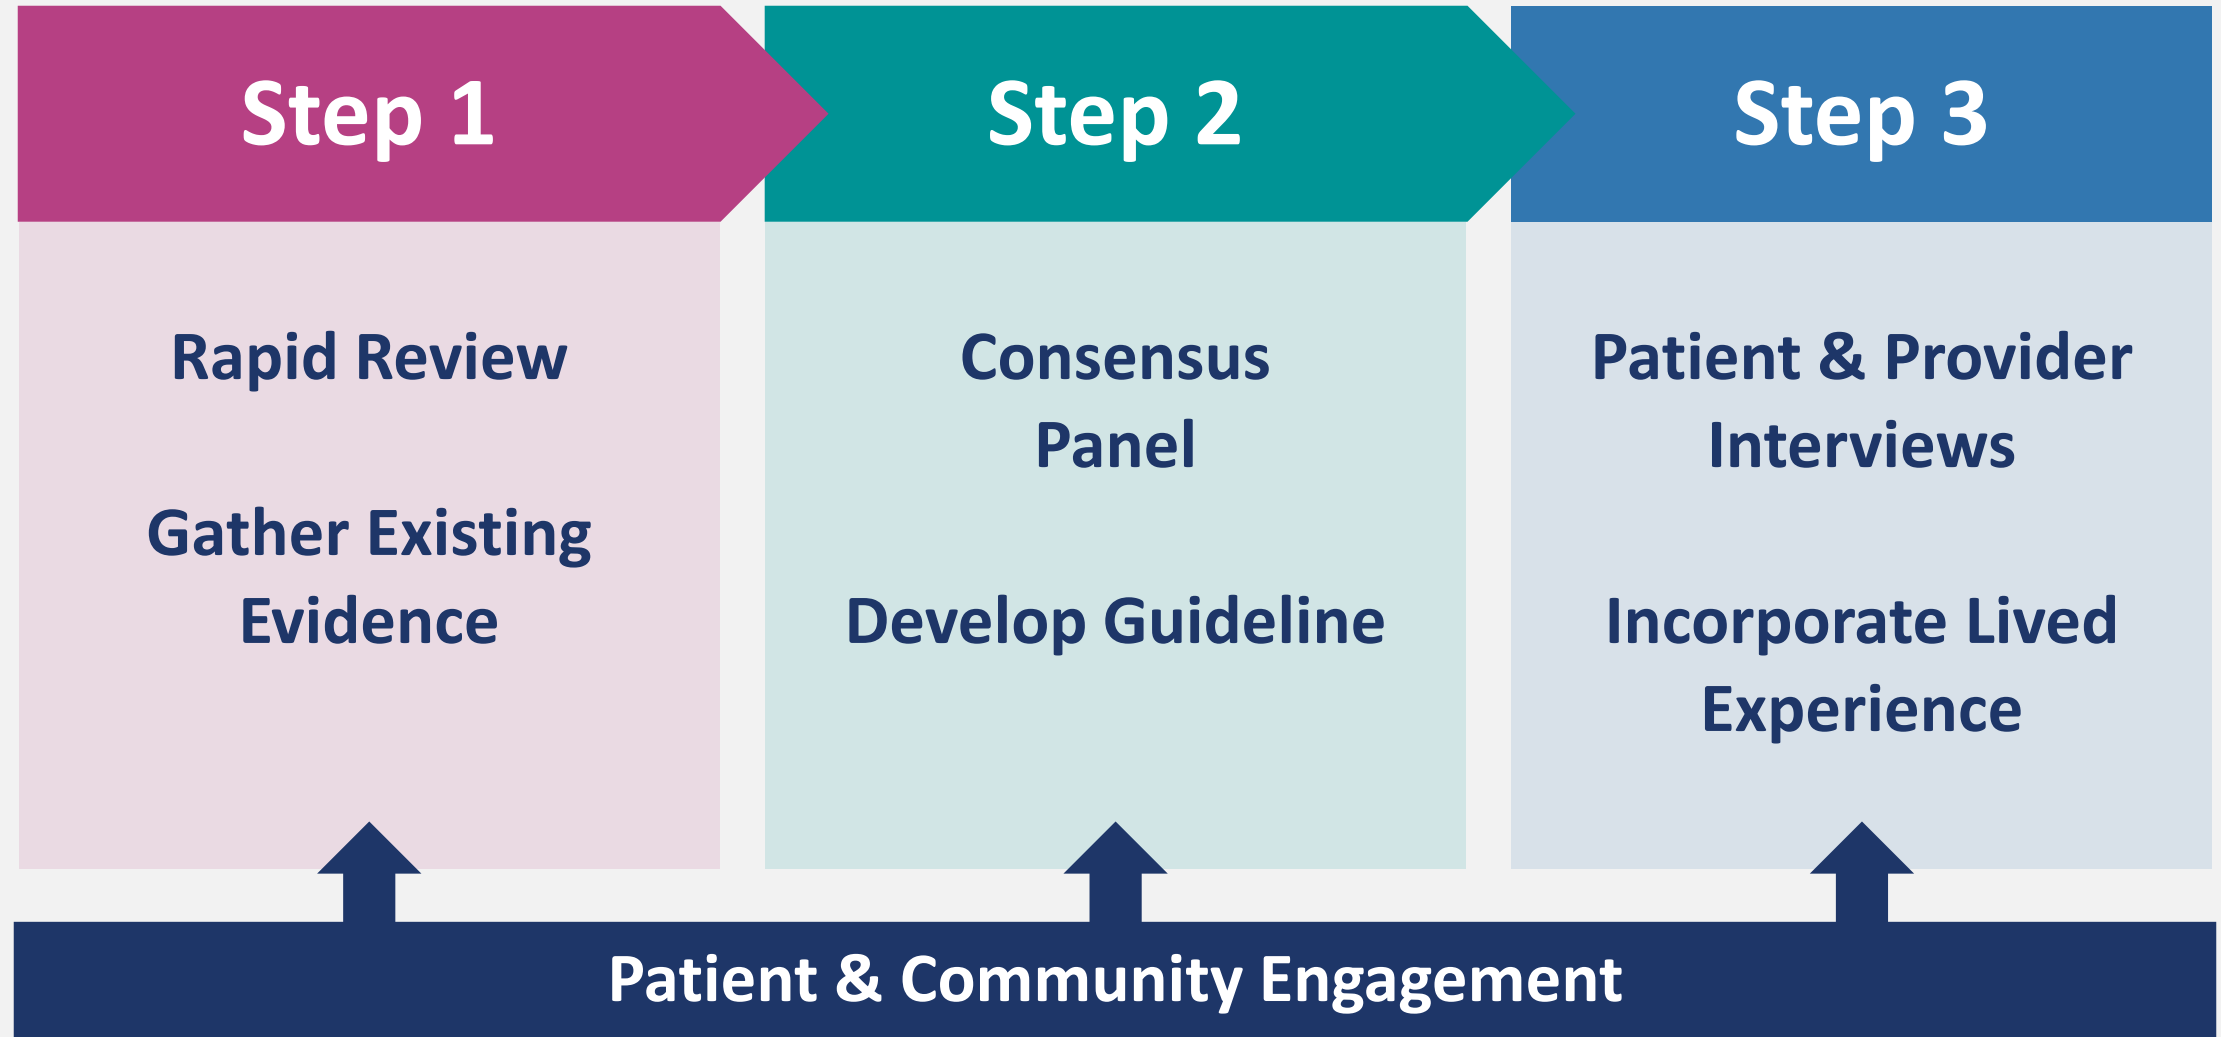 Step 1
Rapid Review
Gather Existing
Evidence
Step 2
Consensus
Panel
Develop Guideline
Step 3
Patient & Provider
Interviews
Incorporate Lived
Experience
Patient & Community Engagement